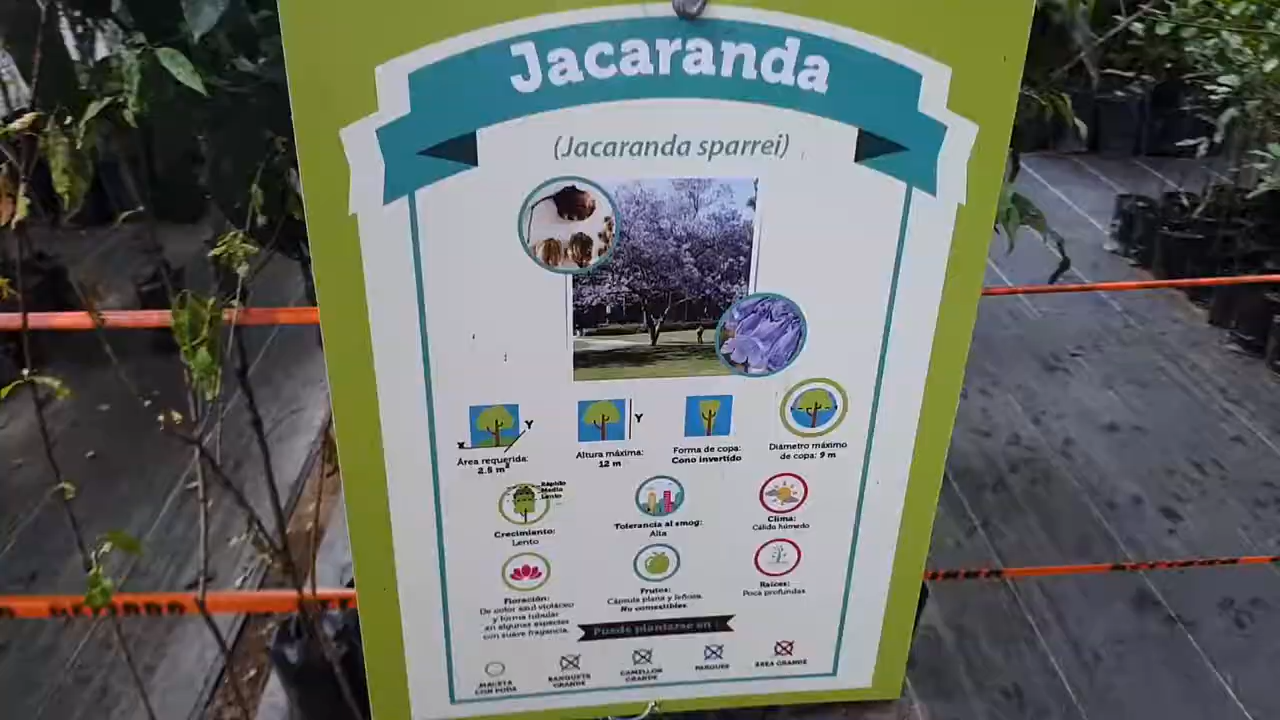 Jacaranda
(Jacaranda sparrei)
X
Y
Área requerida:
2.5 m²
Y
Altura máxima:
12 m
Forma de copa:
Cono invertido
Diámetro máximo
de copa: 9 m
Rápido
Medio
Lento
Crecimiento:
Lento
Tolerancia al smog:
Alta
Clima:
Cálido húmedo
Floración:
De color azul violáceo
y forma tubular
en algunas especies
con suave fragancia.
Frutos:
Cápsula plana y leñosa.
No comestibles
Raíces:
Poca profundas
Puede plantarse en :
MACETA
CON PODA
BANQUETA
GRANDE
CAMELLON
GRANDE
PARQUES
ÁREA GRANDE